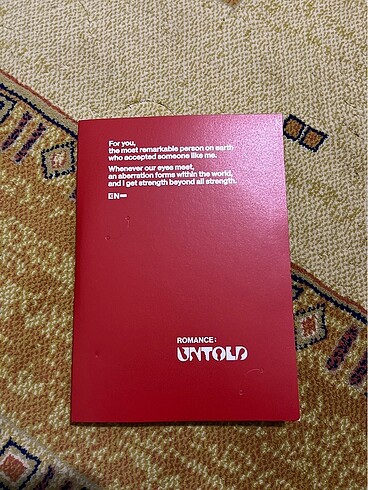 For you,
the most remarkable person on earth
who accepted someone like me.
Whenever our eyes meet,
an aberration forms within the world,
and I get strength beyond all strength.
EN-
ROMANCE:
UNTOLD